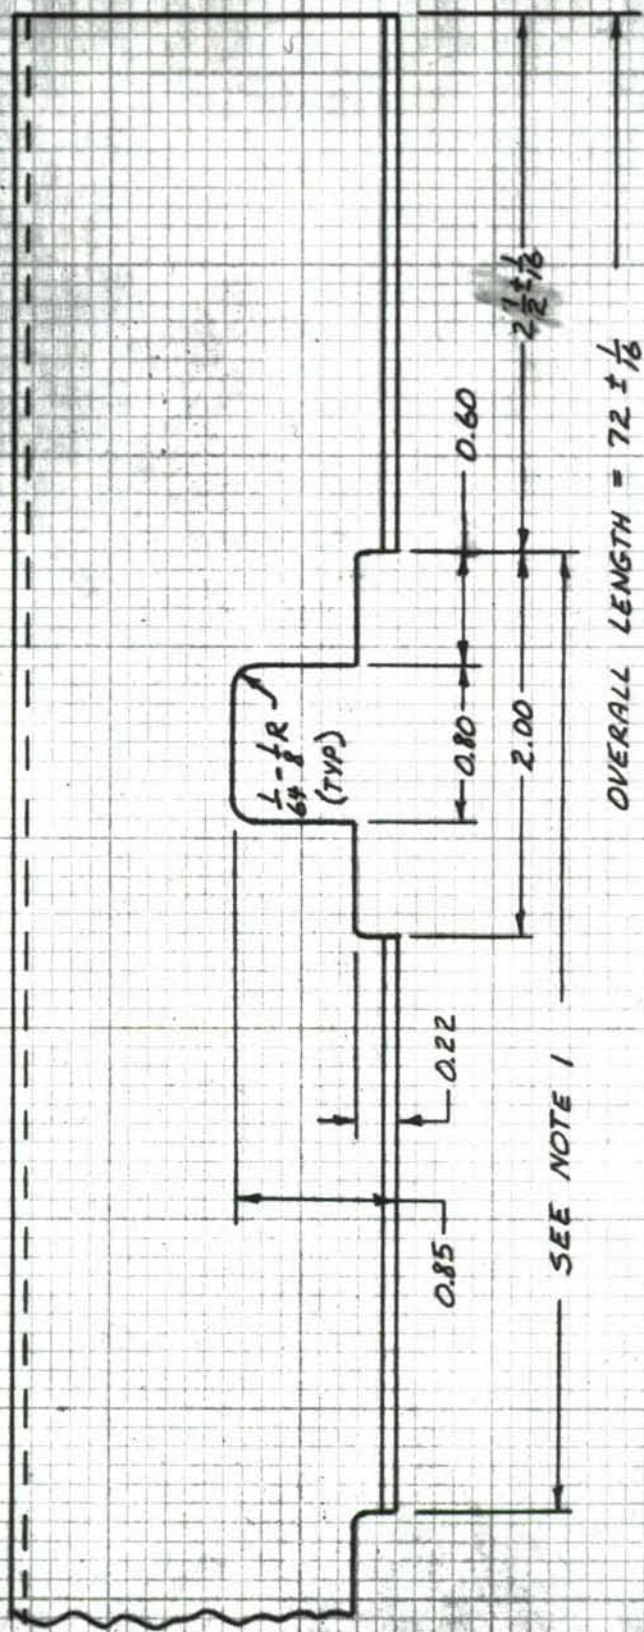 2 1/2 ± 1/16
OVERALL LENGTH = 72 ± 1/16
0.60
1/64 - 1/8 R
(TYP)
0.80
2.00
0.22
0.85
SEE NOTE 1